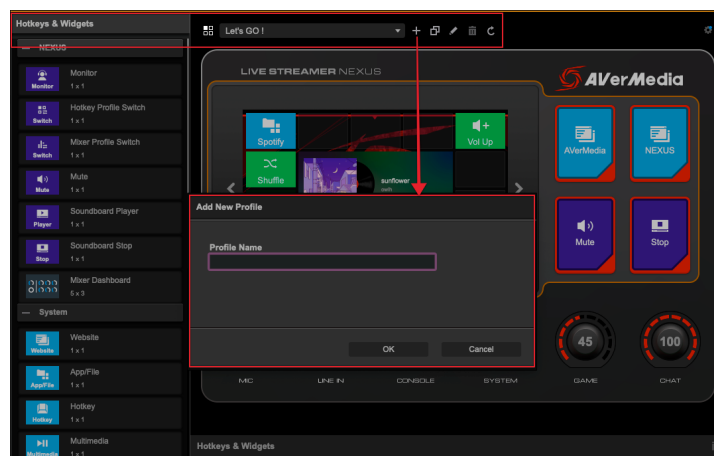 Hotkeys & Widgets
Let's GO !
— NEXUS
Monitor
Monitor
1 x 1
Hotkey Profile Switch
Switch
1 x 1
Mixer Profile Switch
Switch
1 x 1
Mute
Mute
1 x 1
Soundboard Player
Player
1 x 1
Soundboard Stop
Stop
1 x 1
Mixer Dashboard
5 x 3
— System
Website
Website
1 x 1
App/File
App/File
1 x 1
Hotkey
Hotkey
1 x 1
Multimedia
Multimedia
1 x 1
LIVE STREAMER NEXUS
AVerMedia
Spotify
Vol Up
Shuffle
sunflower
AVerMedia
NEXUS
Mute
Stop
Add New Profile
Profile Name
OK
Cancel
45
100
MIC
LINE IN
CONSOLE
SYSTEM
GAME
CHAT
Hotkeys & Widgets